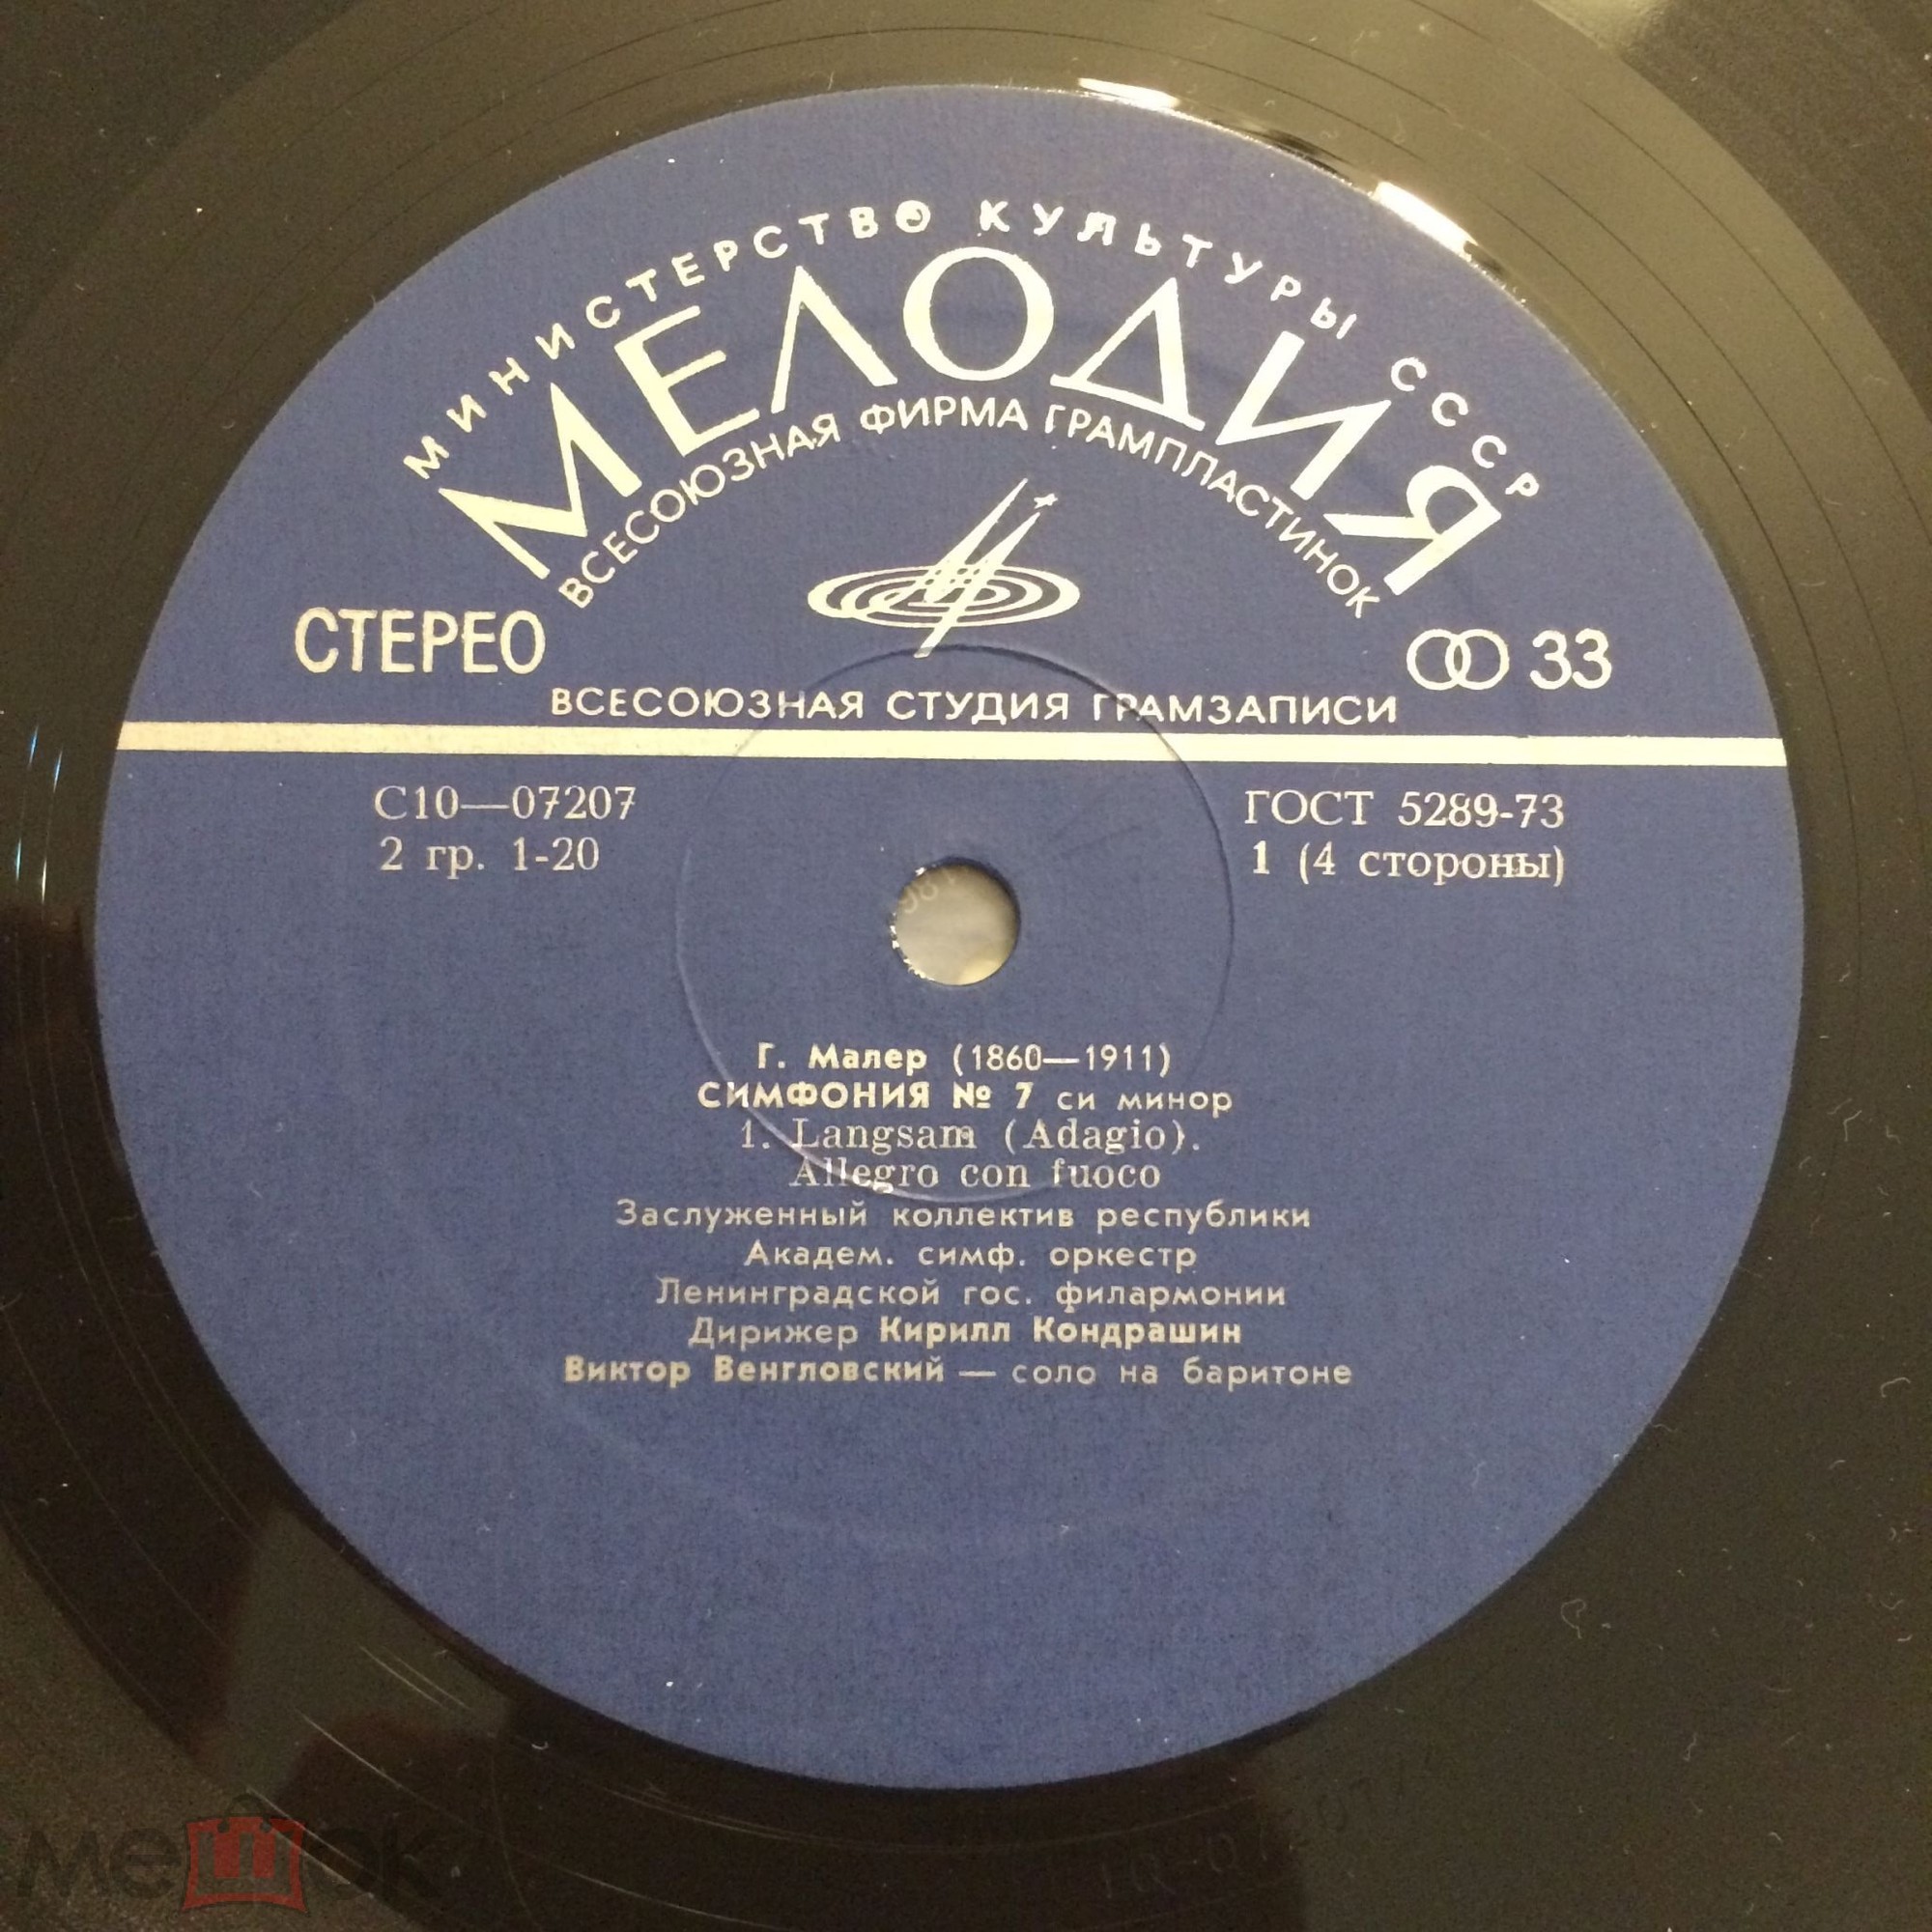 МИНИСТЕРСТВО КУЛЬТУРЫ СССР
МЕЛОДИЯ
ВСЕСОЮЗНАЯ ФИРМА ГРАМПЛАСТИНОК
СТЕРЕО
33
ВСЕСОЮЗНАЯ СТУДИЯ ГРАМЗАПИСИ
С10—07207
ГОСТ 5289-73
2 гр. 1-20
1 (4 стороны)
Г. Малер (1860—1911)
СИМФОНИЯ № 7 си минор
1. Langsam (Adagio).
Allegro con fuoco
Заслуженный коллектив республики
Академ. симф. оркестр
Ленинградской гос. филармонии
Дирижер Кирилл Кондрашин
Виктор Венгловский — соло на баритоне
мешок